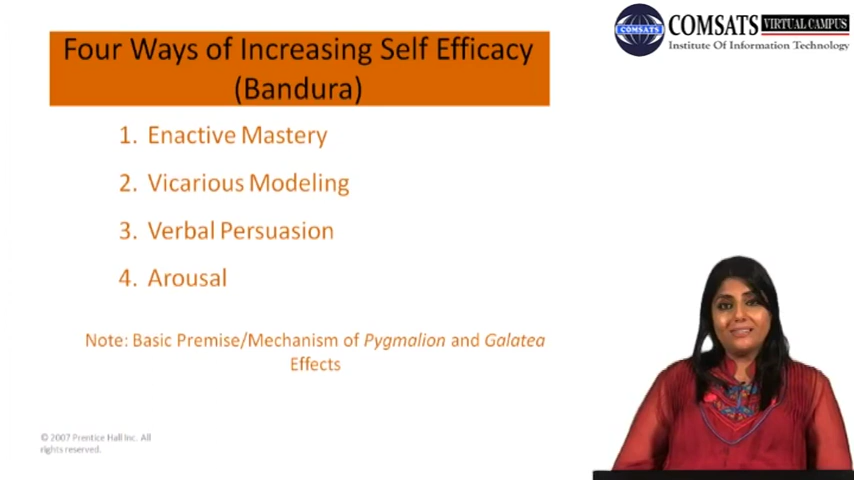 Four Ways of Increasing Self Efficacy
(Bandura)
1. Enactive Mastery
2. Vicarious Modeling
3. Verbal Persuasion
4. Arousal
Note: Basic Premise/Mechanism of Pygmalion and Galatea
Effects
© 2007 Prentice Hall Inc. All
rights reserved.
COMSATS
COMSATS VIRTUAL CAMPUS
Institute Of Information Technology